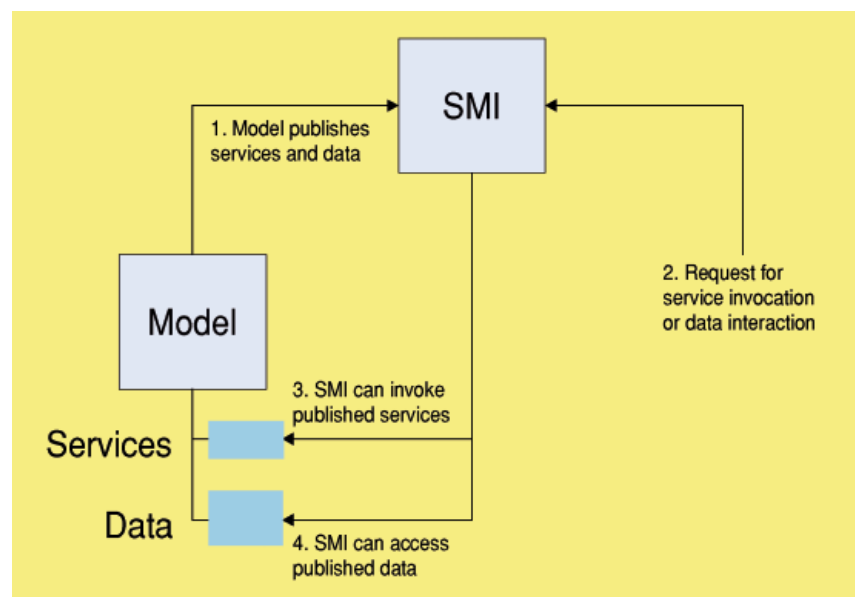 SMI
1. Model publishes
services and data
2. Request for
service invocation
or data interaction
Model
3. SMI can invoke
published services
Services
Data
4. SMI can access
published data